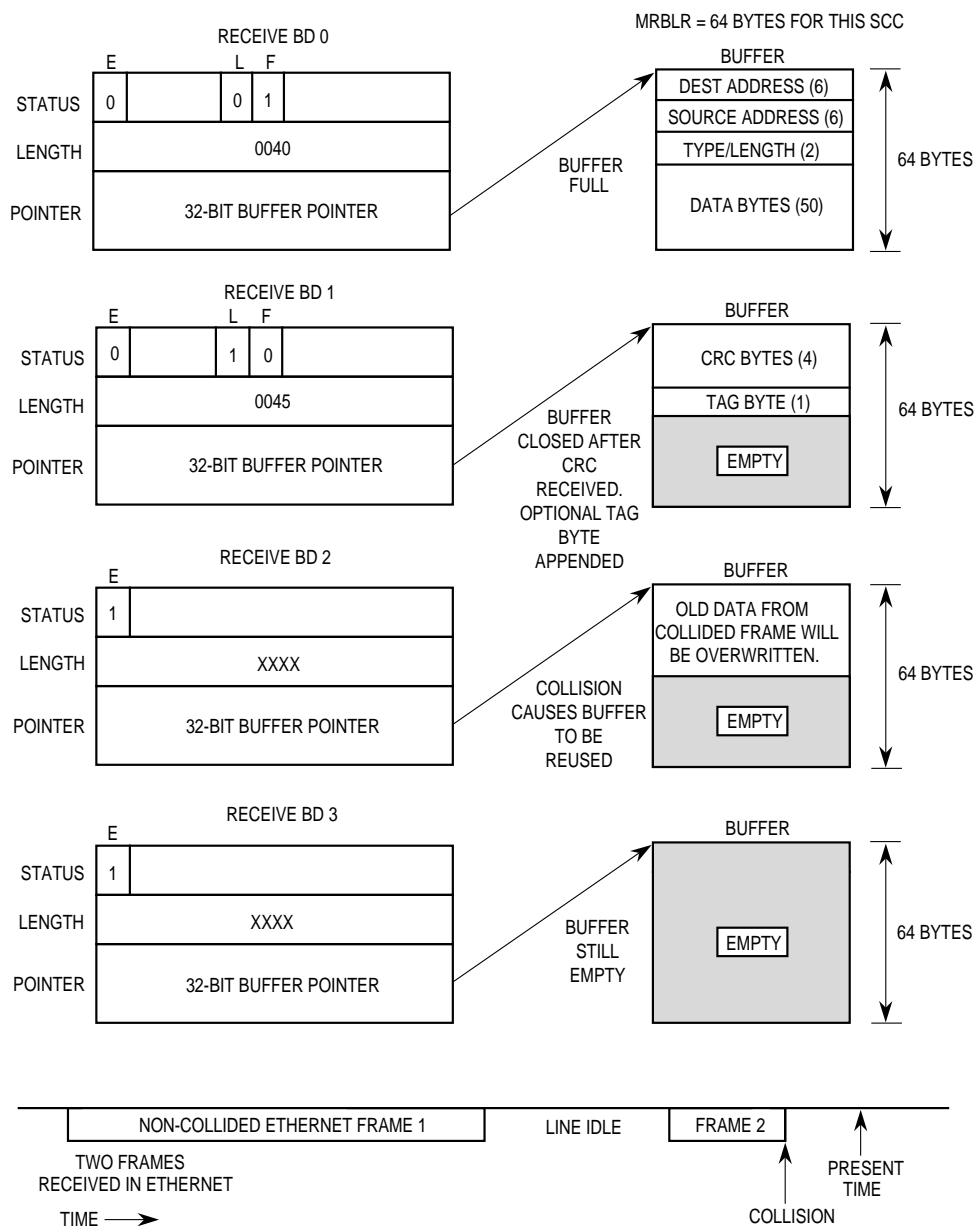 MRBLR = 64 BYTES FOR THIS SCC
RECEIVE BD 0
E L F
STATUS 0 0 1
LENGTH 0040
POINTER 32-BIT BUFFER POINTER
BUFFER
FULL
BUFFER
DEST ADDRESS (6)
SOURCE ADDRESS (6)
TYPE/LENGTH (2)
DATA BYTES (50)
64 BYTES
RECEIVE BD 1
E L F
STATUS 0 1 0
LENGTH 0045
POINTER 32-BIT BUFFER POINTER
BUFFER
CLOSED AFTER
CRC
RECEIVED.
OPTIONAL TAG
BYTE
APPENDED
BUFFER
CRC BYTES (4)
TAG BYTE (1)
EMPTY
64 BYTES
RECEIVE BD 2
E
STATUS 1
LENGTH XXXX
POINTER 32-BIT BUFFER POINTER
COLLISION
CAUSES BUFFER
TO BE
REUSED
BUFFER
OLD DATA FROM
COLLIDED FRAME WILL
BE OVERWRITTEN.
EMPTY
64 BYTES
RECEIVE BD 3
E
STATUS 1
LENGTH XXXX
POINTER 32-BIT BUFFER POINTER
BUFFER
STILL
EMPTY
BUFFER
EMPTY
64 BYTES
NON-COLLIDED ETHERNET FRAME 1 LINE IDLE FRAME 2
TWO FRAMES
RECEIVED IN ETHERNET
TIME
COLLISION
PRESENT
TIME